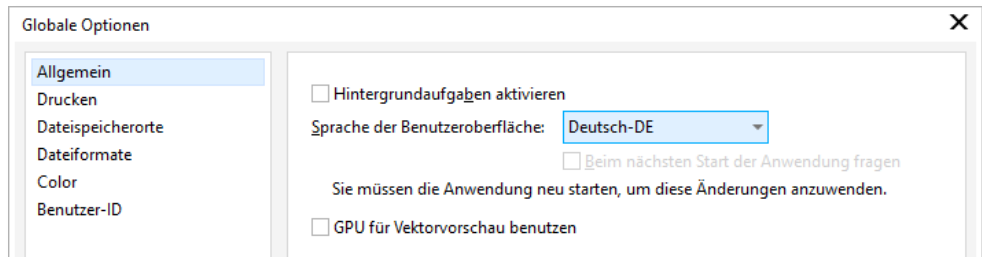 Globale Optionen
Allgemein
Drucken
Dateispeicherorte
Dateiformate
Color
Benutzer-ID
Hintergrundaufgaben aktivieren
Sprache der Benutzeroberfläche: Deutsch-DE
Beim nächsten Start der Anwendung fragen
Sie müssen die Anwendung neu starten, um diese Änderungen anzuwenden.
GPU für Vektorvorschau benutzen